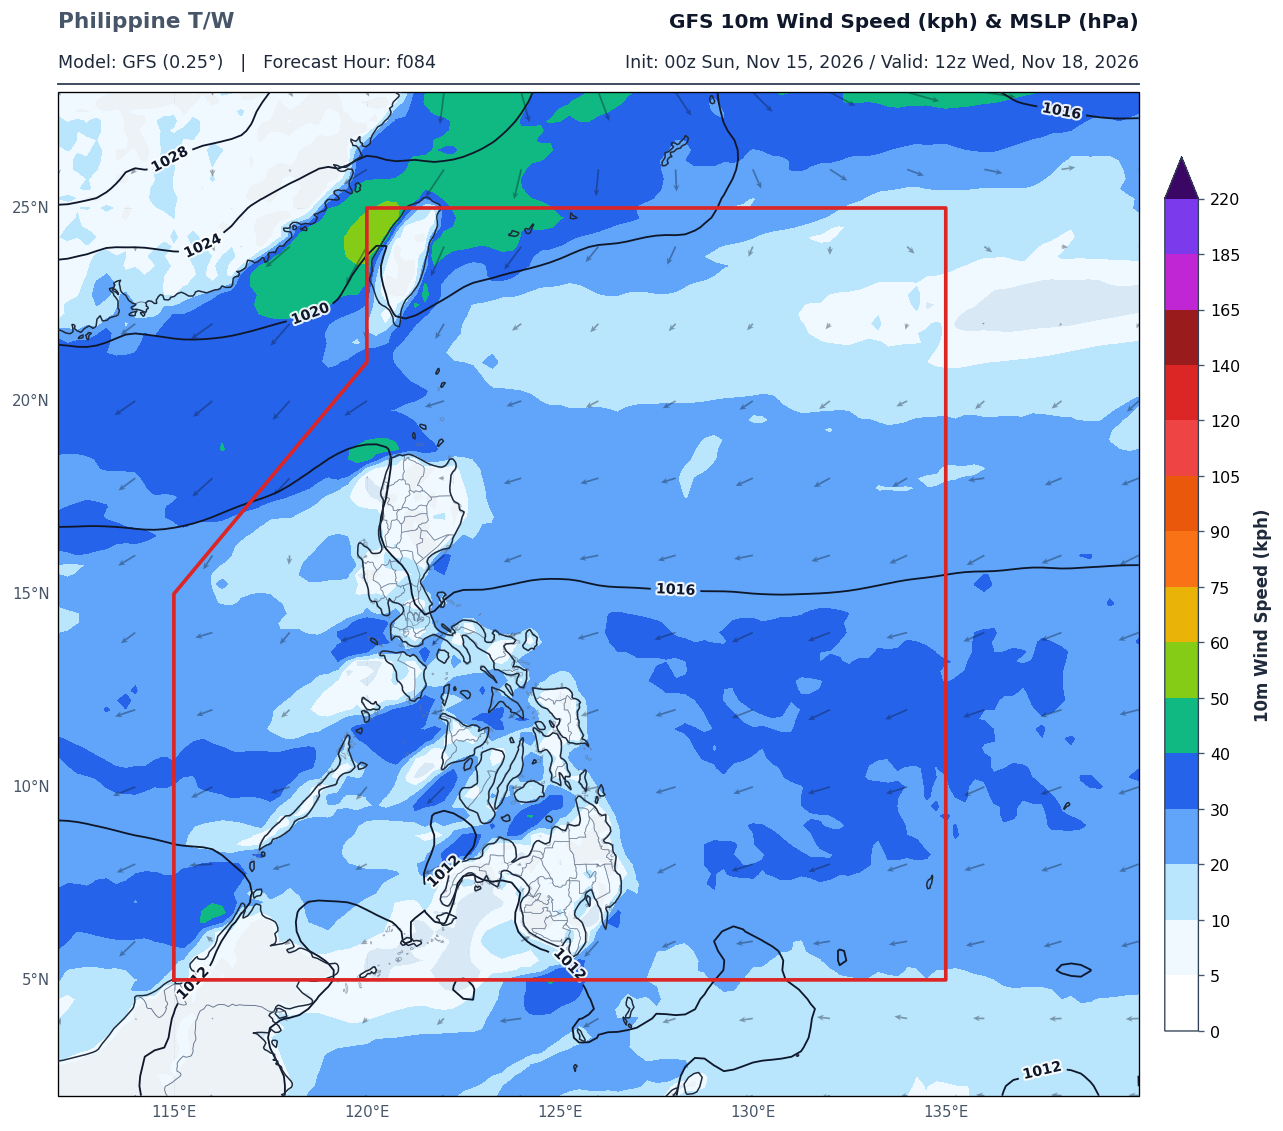 Philippine T/W
GFS 10m Wind Speed (kph) & MSLP (hPa)
Model: GFS (0.25°) | Forecast Hour: f084
Init: 00z Sun, Nov 15, 2026 / Valid: 12z Wed, Nov 18, 2026
1016
1028
1024
1020
1016
1012
1012
1012
1012
25°N
20°N
15°N
10°N
5°N
115°E
120°E
125°E
130°E
135°E
220
185
165
140
120
105
90
75
60
50
40
30
20
10
5
0
10m Wind Speed (kph)